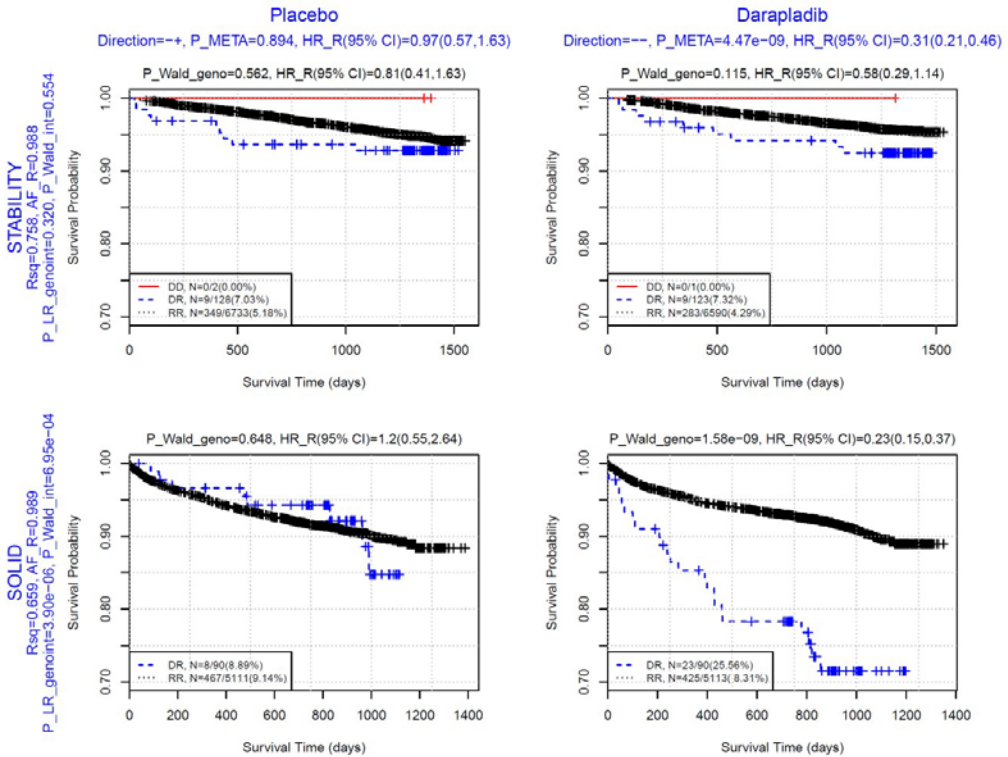 Placebo
Darapladib
Direction=-+, P_META=0.894, HR_R(95% CI)=0.97(0.57,1.63)
Direction=--, P_META=4.47e-09, HR_R(95% CI)=0.31(0.21,0.46)
STABILITY
Rsq=0.758, AF_R=0.988
P_LR_genoint=0.320, P_Wald_int=0.554
P_Wald_geno=0.562, HR_R(95% CI)=0.81(0.41,1.63)
Survival Probability
1.00
0.90
0.80
0.70
DD, N=0/2(0.00%)
DR, N=9/128(7.03%)
RR, N=349/6733(5.18%)
0 500 1000 1500
Survival Time (days)
P_Wald_geno=0.115, HR_R(95% CI)=0.58(0.29,1.14)
Survival Probability
1.00
0.90
0.80
0.70
DD, N=0/1(0.00%)
DR, N=9/123(7.32%)
RR, N=283/6590(4.29%)
0 500 1000 1500
Survival Time (days)
SOLID
Rsq=0.659, AF_R=0.989
P_LR_genoint=3.90e-06, P_Wald_int=6.95e-04
P_Wald_geno=0.648, HR_R(95% CI)=1.2(0.55,2.64)
Survival Probability
1.00
0.90
0.80
0.70
DR, N=8/90(8.89%)
RR, N=467/5111(9.14%)
0 200 400 600 800 1000 1200 1400
Survival Time (days)
P_Wald_geno=1.58e-09, HR_R(95% CI)=0.23(0.15,0.37)
Survival Probability
1.00
0.90
0.80
0.70
DR, N=23/90(25.56%)
RR, N=425/5113( 8.31%)
0 200 400 600 800 1000 1200 1400
Survival Time (days)